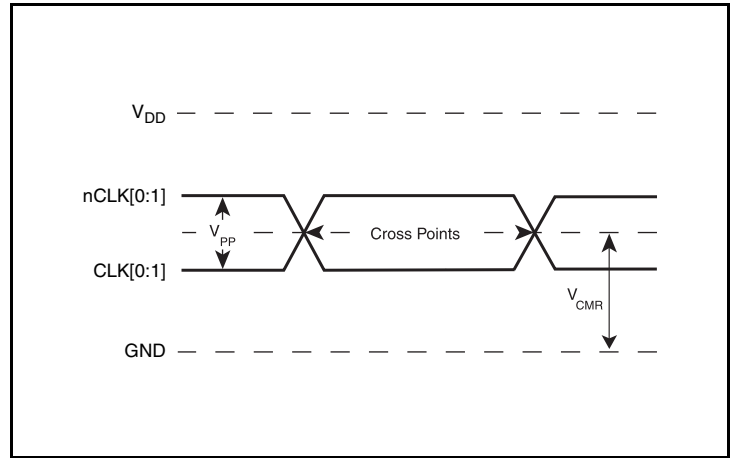 VDD
nCLK[0:1]
VPP
Cross Points
CLK[0:1]
VCMR
GND